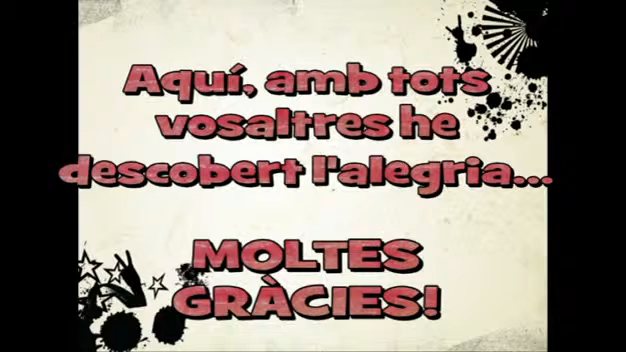 Aquí, amb tots
vosaltres he
descobert l'alegria...
MOLTES
GRÀCIES!